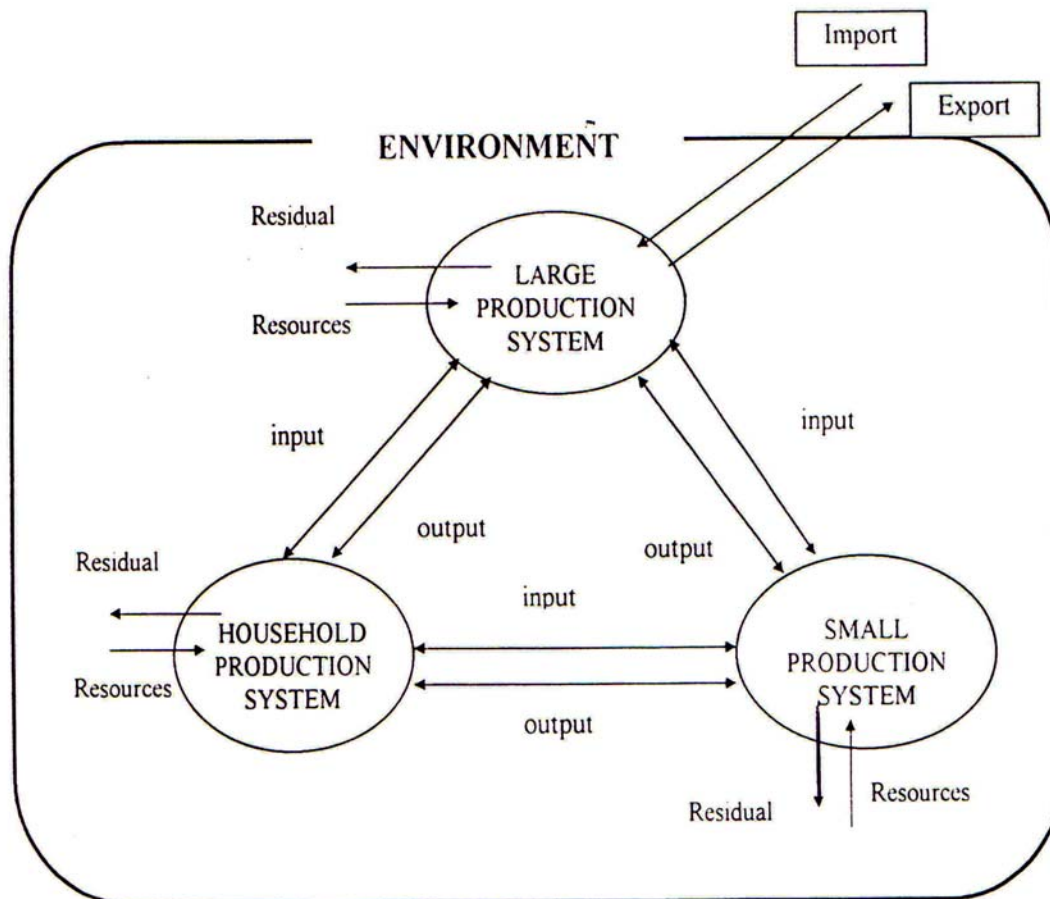 Import
Export
ENVIRONMENT
Residual
LARGE
PRODUCTION
SYSTEM
Resources
input
input
output
output
Residual
input
HOUSEHOLD
PRODUCTION
SYSTEM
SMALL
PRODUCTION
SYSTEM
Resources
output
Residual
Resources